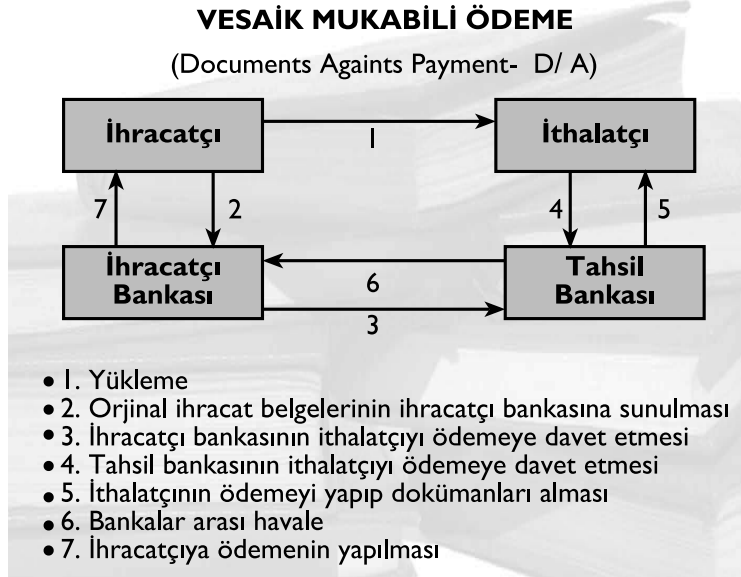 VESAİK MUKABİLİ ÖDEME
(Documents Againts Payment- D/ A)
İhracatçı
1
İthalatçı
7
2
4
5
İhracatçı
Bankası
6
3
Tahsil
Bankası
• 1. Yükleme
• 2. Orjinal ihracat belgelerinin ihracatçı bankasına sunulması
• 3. İhracatçı bankasının ithalatçıyı ödemeye davet etmesi
• 4. Tahsil bankasının ithalatçıyı ödemeye davet etmesi
• 5. İthalatçının ödemeyi yapıp dokümanları alması
• 6. Bankalar arası havale
• 7. İhracatçıya ödemenin yapılması